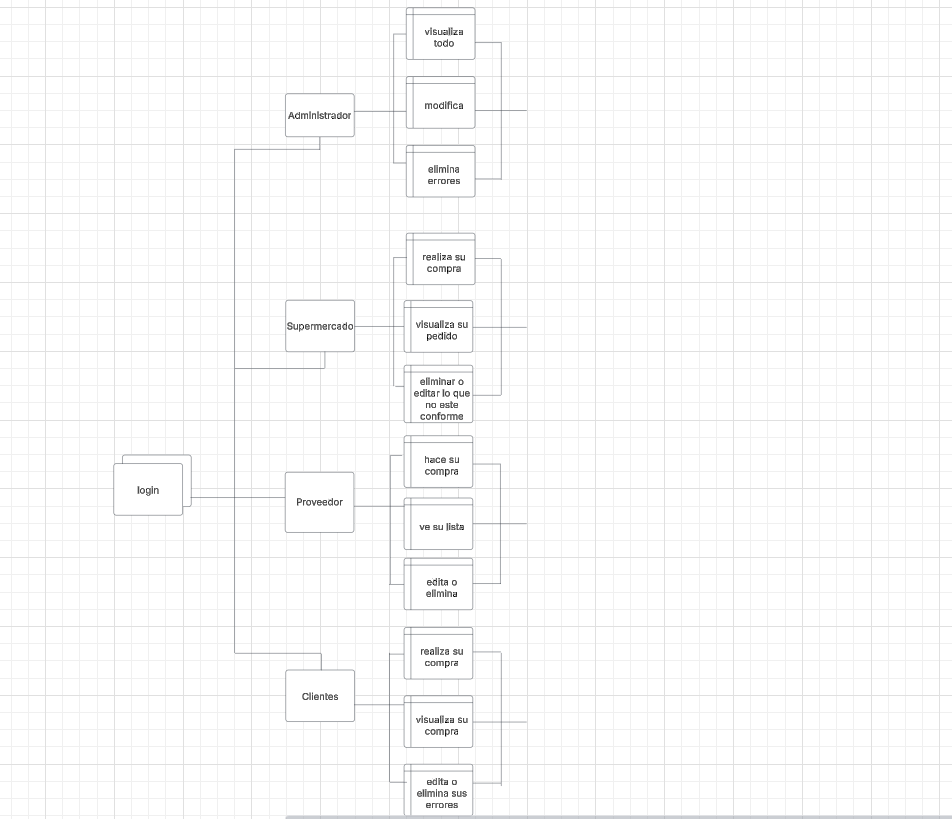 visualiza
todo
Administrador
modifica
elimina
errores
realiza su
compra
Supermercado
visualiza su
pedido
eliminar o
editar lo que
no este
conforme
login
hace su
compra
Proveedor
ve su lista
edita o
elimina
realiza su
compra
Clientes
visualiza su
compra
edita o
elimina sus
errores